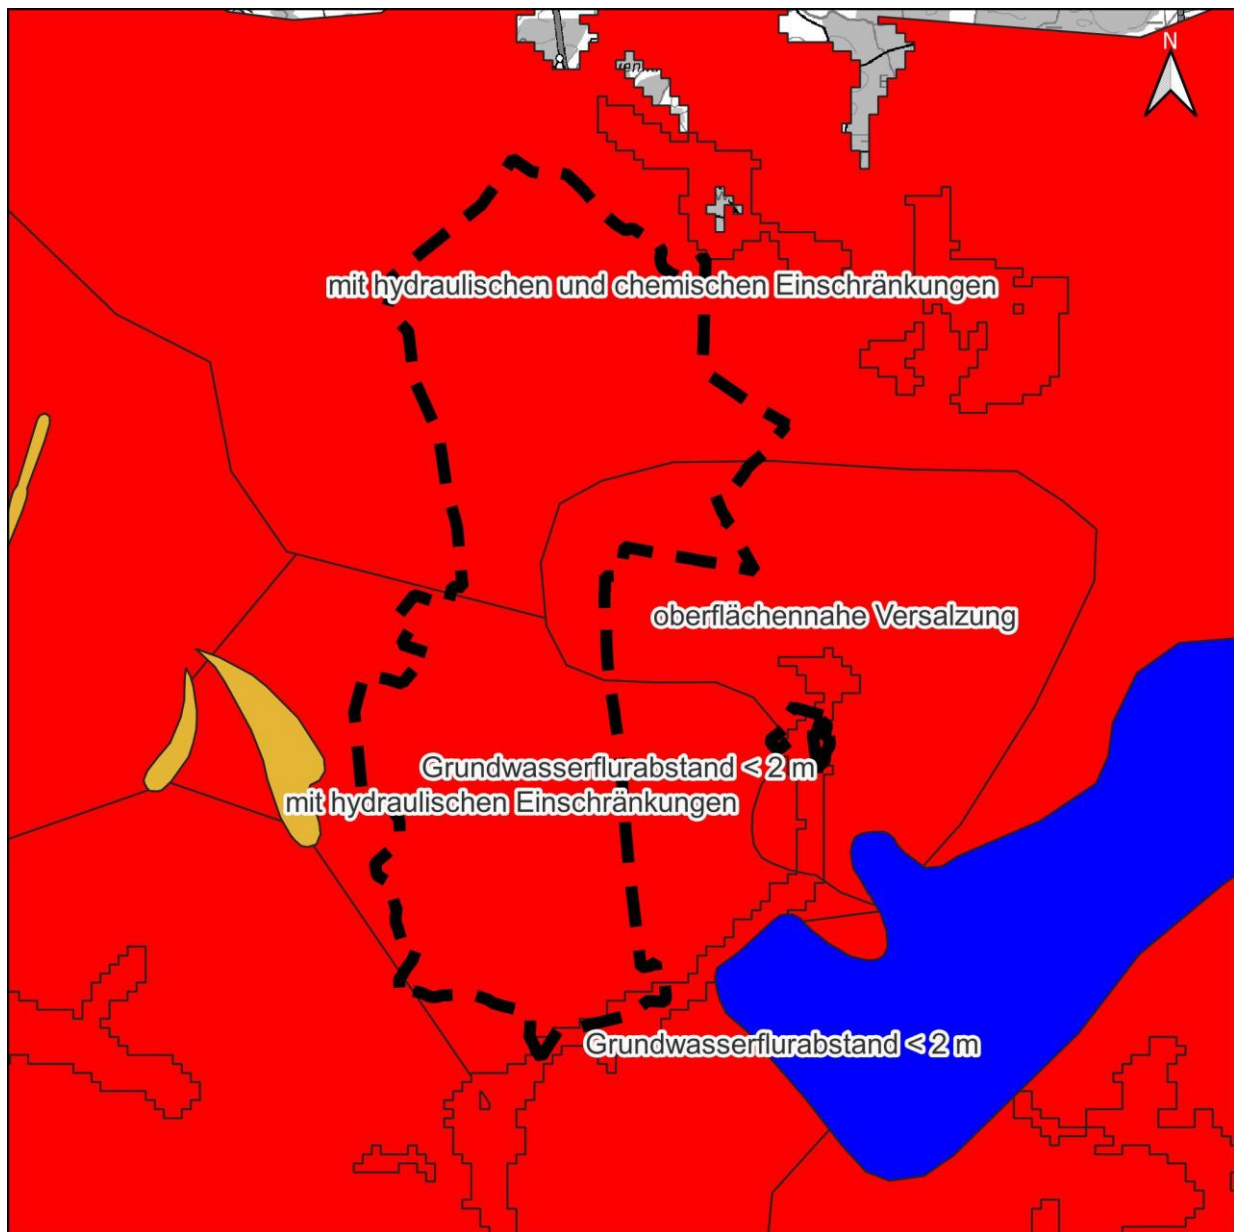 N
mit hydraulischen und chemischen Einschränkungen
oberflächennahe Versalzung
Grundwasserflurabstand < 2 m
mit hydraulischen Einschränkungen
Grundwasserflurabstand < 2 m